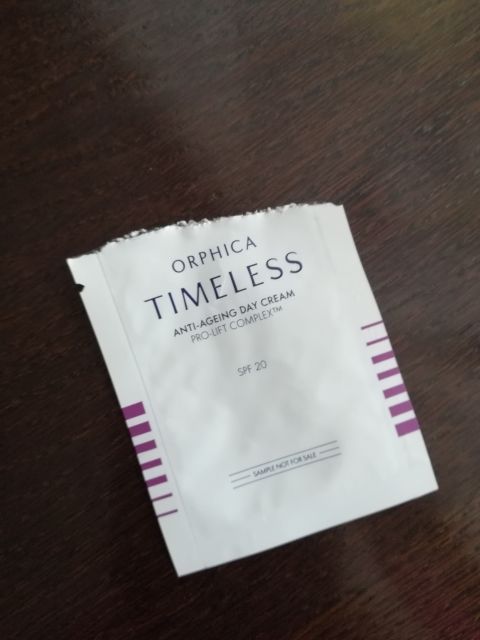 ORPHICA
TIMELESS
ANTI-AGEING DAY CREAM
PRO-LIFT COMPLEX™
SPF 20
SAMPLE NOT FOR SALE